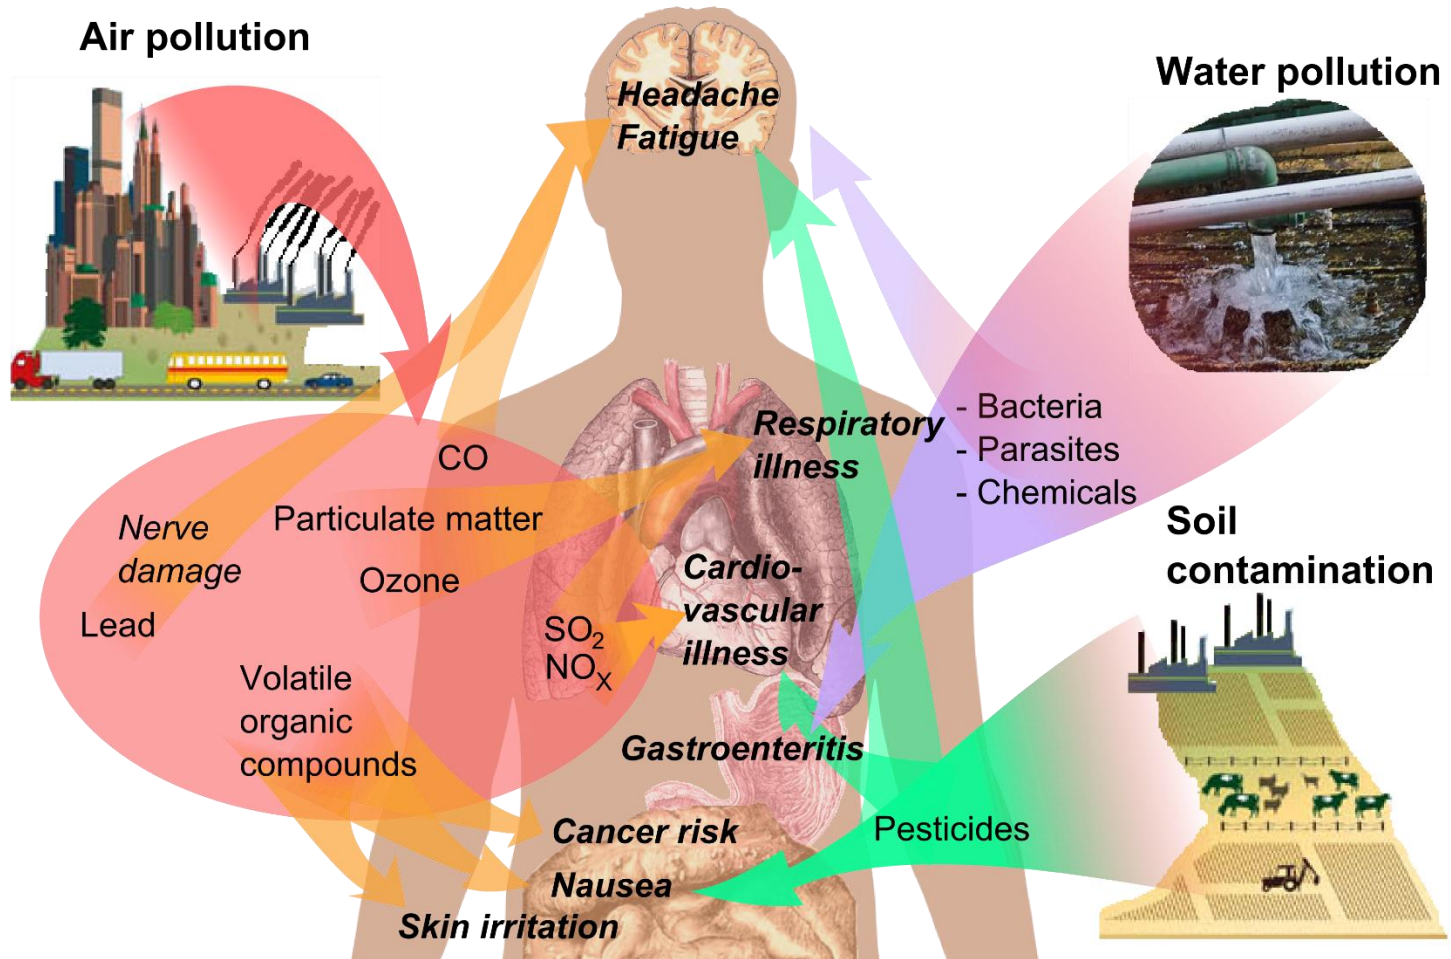 Air pollution
Water pollution
Headache
Fatigue
Respiratory
illness
- Bacteria
- Parasites
- Chemicals
CO
Particulate matter
Nerve
damage
Ozone
Lead
Soil
contamination
Cardio-
vascular
illness
SO2
NOX
Volatile
organic
compounds
Gastroenteritis
Cancer risk
Pesticides
Nausea
Skin irritation